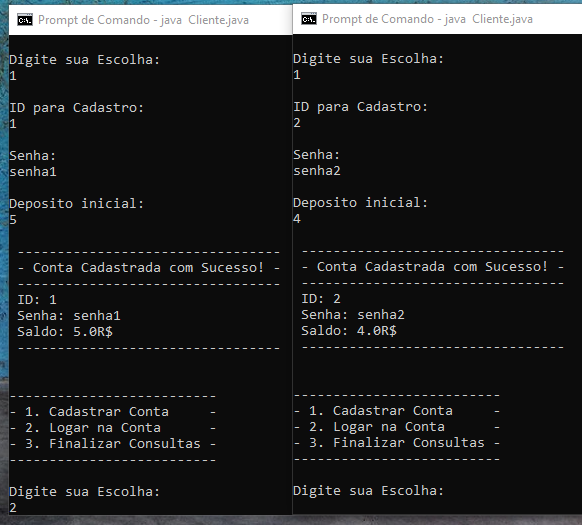 Prompt de Comando - java  Cliente.java
Digite sua Escolha:
1
ID para Cadastro:
1
Senha:
senha1
Deposito inicial:
5
---------------------------------
- Conta Cadastrada com Sucesso! -
---------------------------------
ID: 1
Senha: senha1
Saldo: 5.0R$
---------------------------------
--------------------------
- 1. Cadastrar Conta     -
- 2. Logar na Conta      -
- 3. Finalizar Consultas -
--------------------------
Digite sua Escolha:
2
Prompt de Comando - java  Cliente.java
Digite sua Escolha:
1
ID para Cadastro:
2
Senha:
senha2
Deposito inicial:
4
---------------------------------
- Conta Cadastrada com Sucesso! -
---------------------------------
ID: 2
Senha: senha2
Saldo: 4.0R$
---------------------------------
--------------------------
- 1. Cadastrar Conta     -
- 2. Logar na Conta      -
- 3. Finalizar Consultas -
--------------------------
Digite sua Escolha: